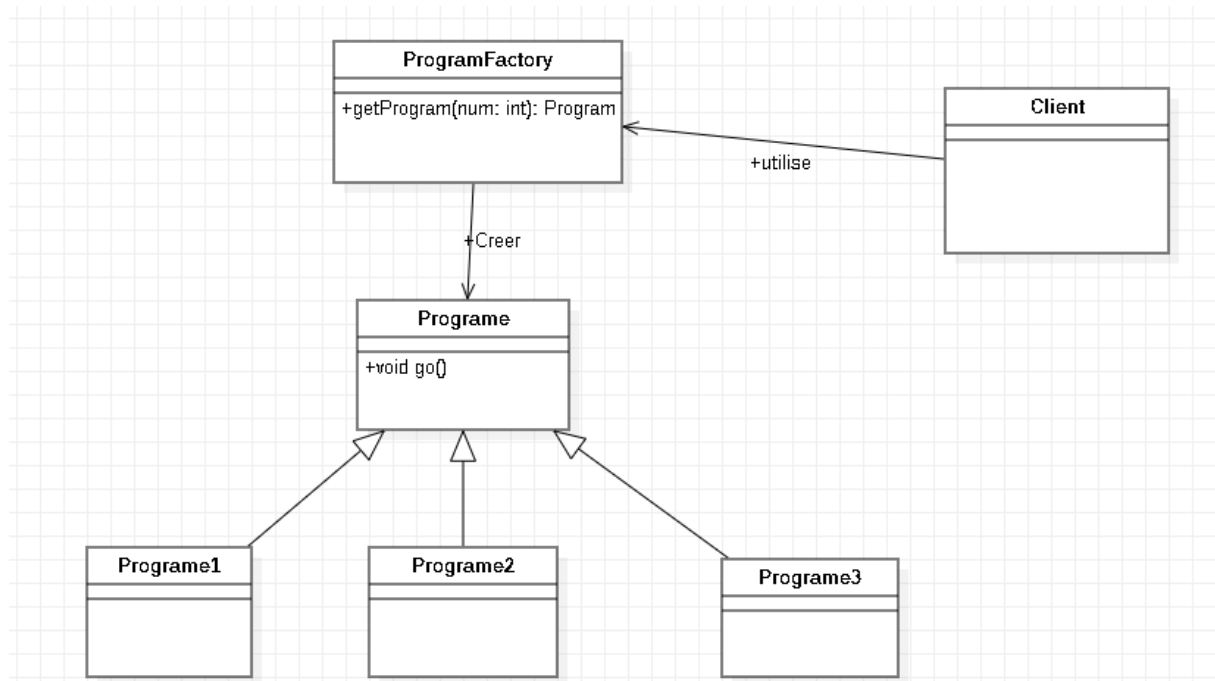 ProgramFactory
+getProgram(num: int): Program
Client
+utilise
+Creer
Programe
+void go()
Programe1
Programe2
Programe3